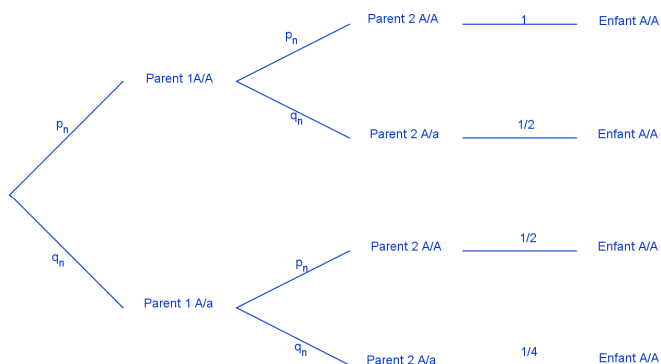 Parent 2 A/A 1 Enfant A/A
p_n
Parent 1A/A
q_n
p_n
Parent 2 A/a 1/2 Enfant A/A
q_n
p_n
Parent 2 A/A 1/2 Enfant A/A
Parent 1 A/a
q_n
Parent 2 A/a 1/4 Enfant A/A